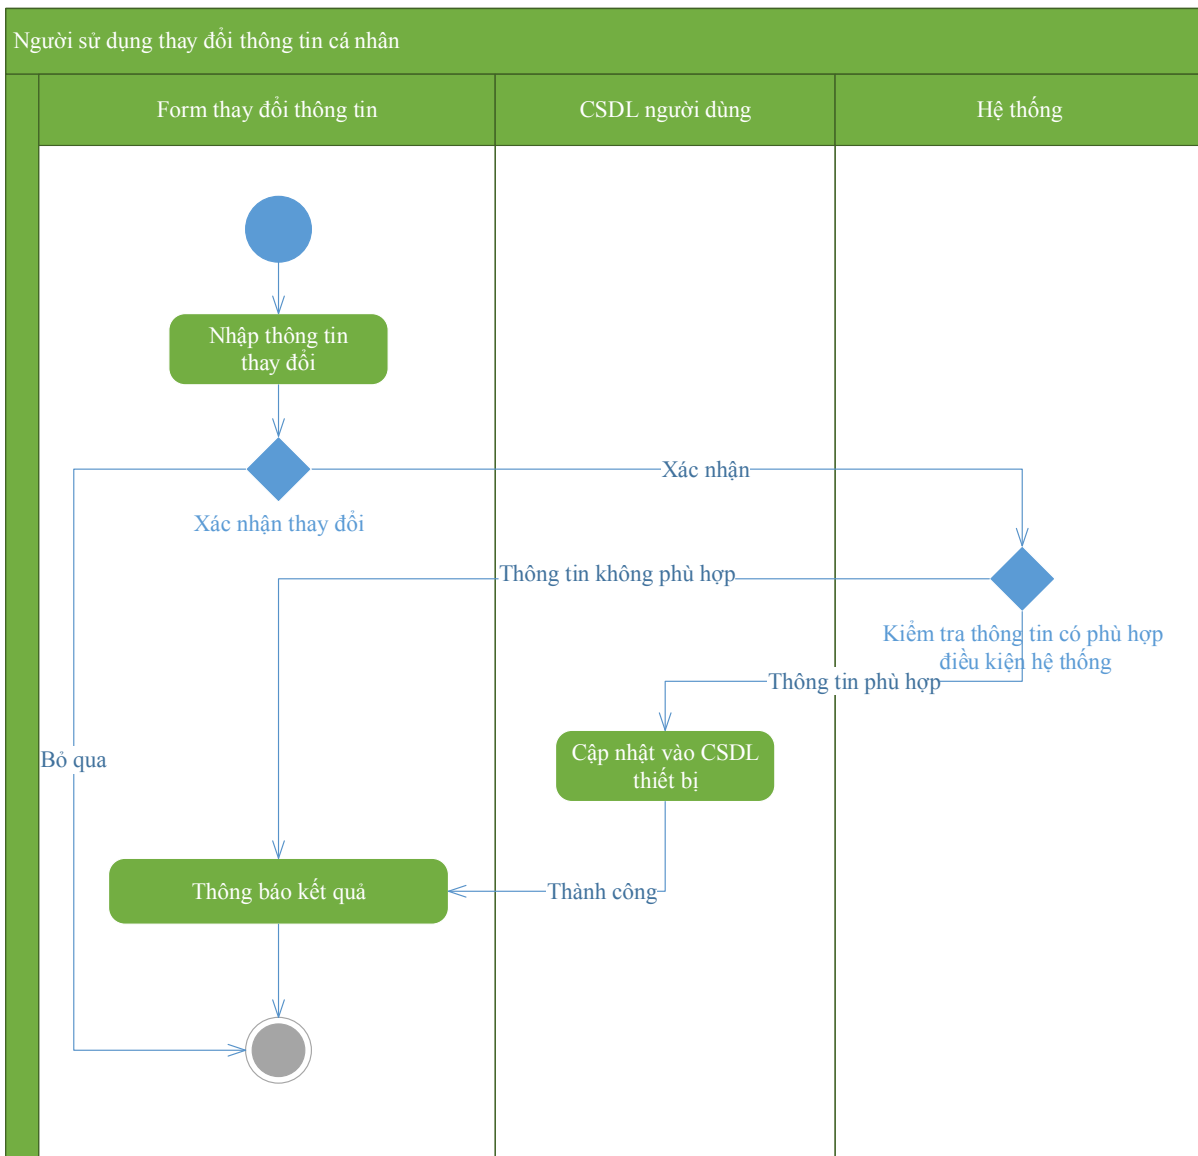 Người sử dụng thay đổi thông tin cá nhân
Form thay đổi thông tin
CSDL người dùng
Hệ thống
Nhập thông tin
thay đổi
Xác nhận
Xác nhận thay đổi
Thông tin không phù hợp
Kiểm tra thông tin có phù hợp
điều kiện hệ thống
Thông tin phù hợp
Bỏ qua
Cập nhật vào CSDL
thiết bị
Thông báo kết quả
Thành công